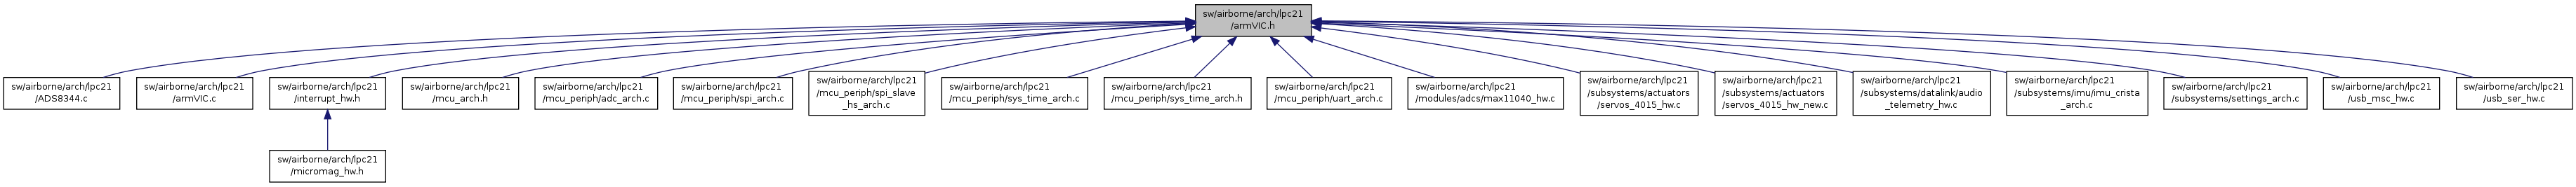 sw/airborne/arch/lpc21
/armVIC.h
sw/airborne/arch/lpc21
/ADS8344.c
sw/airborne/arch/lpc21
/armVIC.c
sw/airborne/arch/lpc21
/interrupt_hw.h
sw/airborne/arch/lpc21
/mcu_arch.h
sw/airborne/arch/lpc21
/mcu_periph/adc_arch.c
sw/airborne/arch/lpc21
/mcu_periph/spi_arch.c
sw/airborne/arch/lpc21
/mcu_periph/spi_slave
_hs_arch.c
sw/airborne/arch/lpc21
/mcu_periph/sys_time_arch.c
sw/airborne/arch/lpc21
/mcu_periph/sys_time_arch.h
sw/airborne/arch/lpc21
/mcu_periph/uart_arch.c
sw/airborne/arch/lpc21
/modules/adcs/max11040_hw.c
sw/airborne/arch/lpc21
/subsystems/actuators
/servos_4015_hw.c
sw/airborne/arch/lpc21
/subsystems/actuators
/servos_4015_hw_new.c
sw/airborne/arch/lpc21
/subsystems/datalink/audio
_telemetry_hw.c
sw/airborne/arch/lpc21
/subsystems/imu/imu_crista
_arch.c
sw/airborne/arch/lpc21
/subsystems/settings_arch.c
sw/airborne/arch/lpc21
/usb_msc_hw.c
sw/airborne/arch/lpc21
/usb_ser_hw.c
sw/airborne/arch/lpc21
/micromag_hw.h